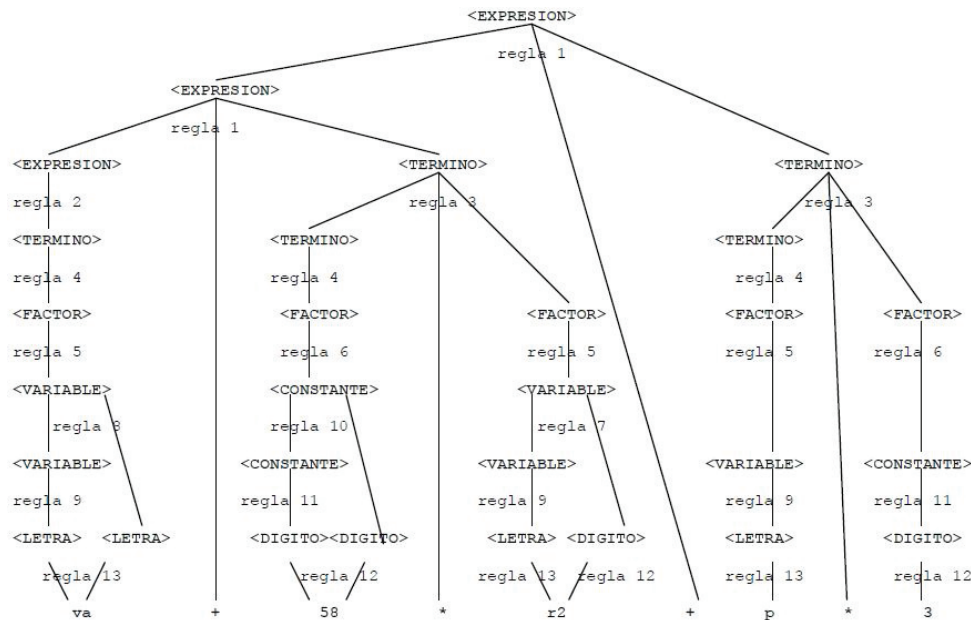 <EXPRESION>
regla 1
<EXPRESION>
regla 1
<EXPRESION> <TERMINO> <TERMINO>
regla 2 regla 3 regla 3
<TERMINO> <TERMINO> <TERMINO>
regla 4 regla 4 regla 4
<FACTOR> <FACTOR> <FACTOR> <FACTOR> <FACTOR>
regla 5 regla 6 regla 5 regla 5 regla 6
<VARIABLE> <CONSTANTE> <VARIABLE>
regla 8 regla 10 regla 7
<VARIABLE> <CONSTANTE> <VARIABLE> <VARIABLE> <CONSTANTE>
regla 9 regla 11 regla 9 regla 9 regla 11
<LETRA> <LETRA> <DIGITO> <DIGITO> <LETRA> <DIGITO> <LETRA> <DIGITO>
regla 13 regla 12 regla 13 regla 12 regla 13 regla 12
va + 58 * r2 + p * 3